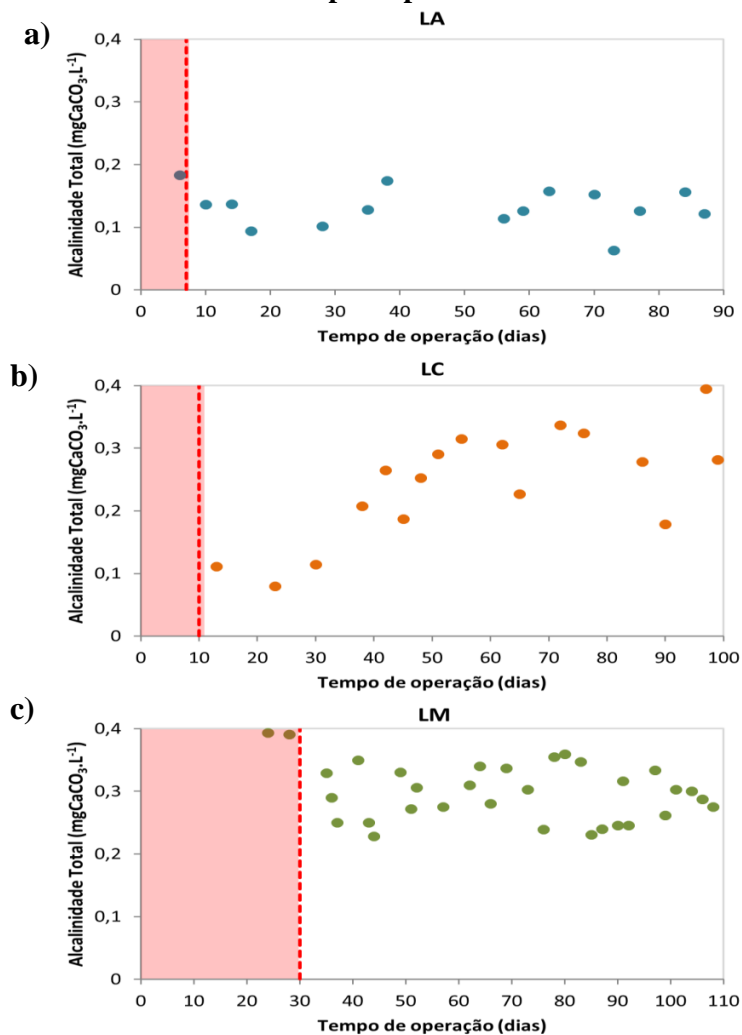 LA
a)
0,4
0,3
0,2
0,1
0
Alcalinidade Total (mgCaCO₃.L⁻¹)
0 10 20 30 40 50 60 70 80 90
Tempo de operação (dias)
LC
b)
0,4
0,3
0,2
0,1
0
Alcalinidade Total (mgCaCO₃.L⁻¹)
0 10 20 30 40 50 60 70 80 90 100
Tempo de operação (dias)
LM
c)
0,4
0,3
0,2
0,1
0
Alcalinidade Total (mgCaCO₃.L⁻¹)
0 10 20 30 40 50 60 70 80 90 100 110
Tempo de operação (dias)